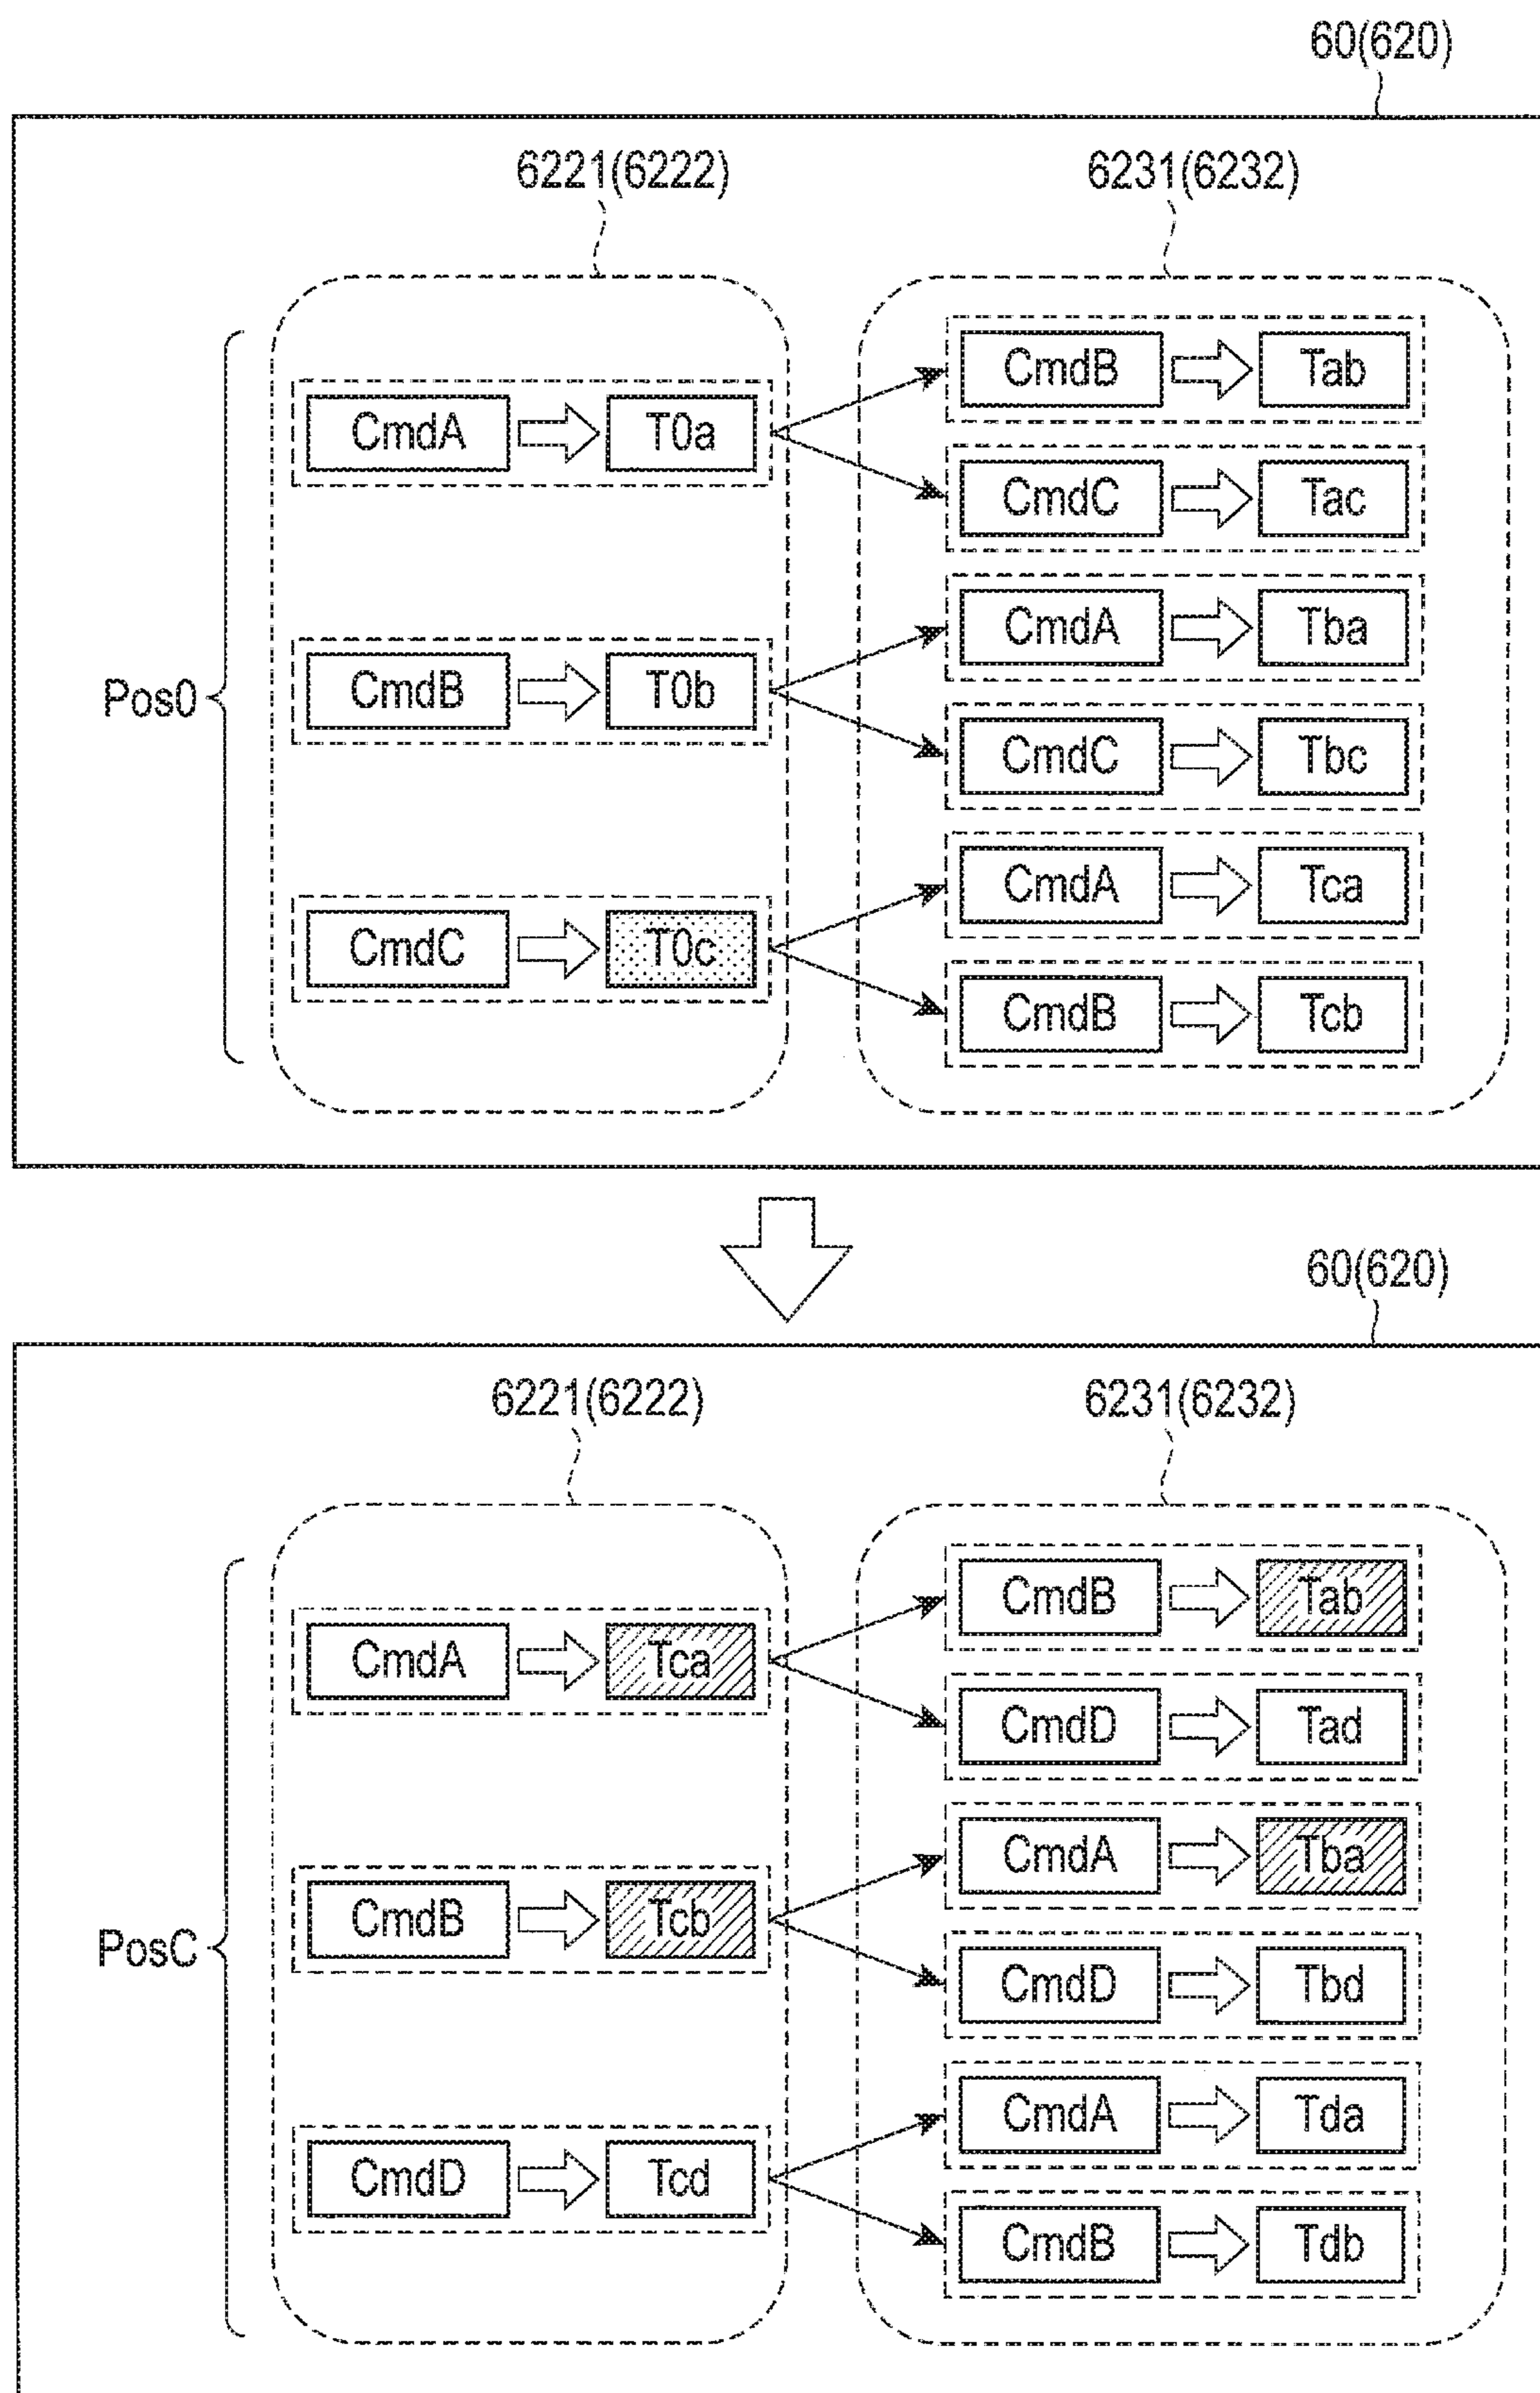 60(620)
6221(6222)
6231(6232)
CmdB Tab
CmdA T0a
CmdC Tac
CmdA Tba
Pos0
CmdB T0b
CmdC Tbc
CmdA Tca
CmdC T0c
CmdB Tcb
60(620)
6221(6222)
6231(6232)
CmdB Tab
CmdA Tca
CmdD Tad
CmdA Tba
CmdB Tcb
PosC
CmdD Tbd
CmdA Tda
CmdD Tcd
CmdB Tdb